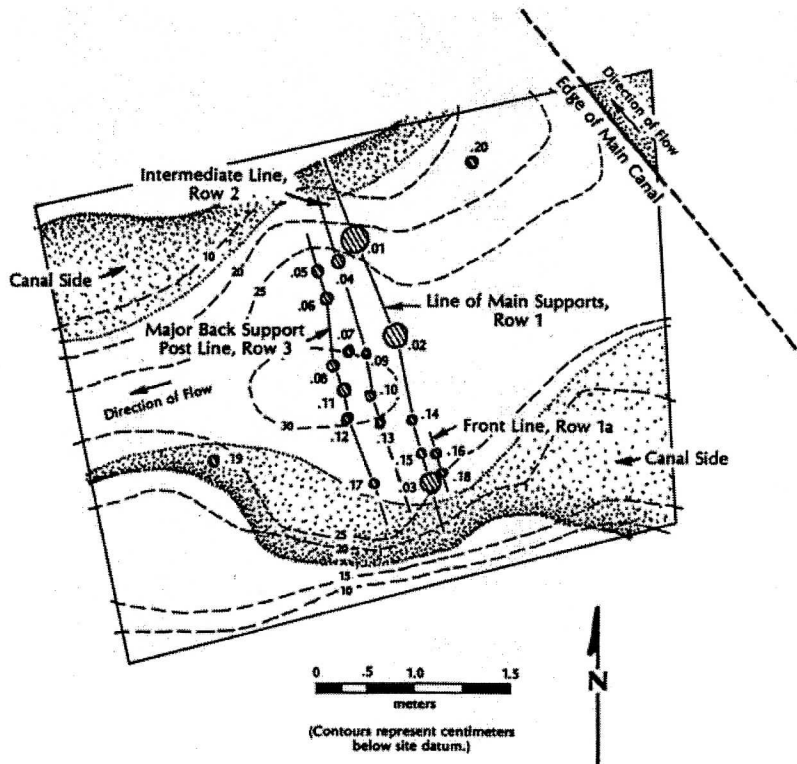 Direction of Flow
Edge of Main Canal
.20
Intermediate Line,
Row 2
.01
10
20
.05
.04
Canal Side
25
.06
Line of Main Supports,
Row 1
Major Back Support
Post Line, Row 3
.02
.07
.09
.08
Direction of Flow
.11
.10
30
.14
.12
.13
Front Line, Row 1a
.19
.15
.16
Canal Side
.17
.03
.18
25
20
15
10
0 .5 1.0 1.5
meters
N
(Contours represent centimeters
below site datum.)